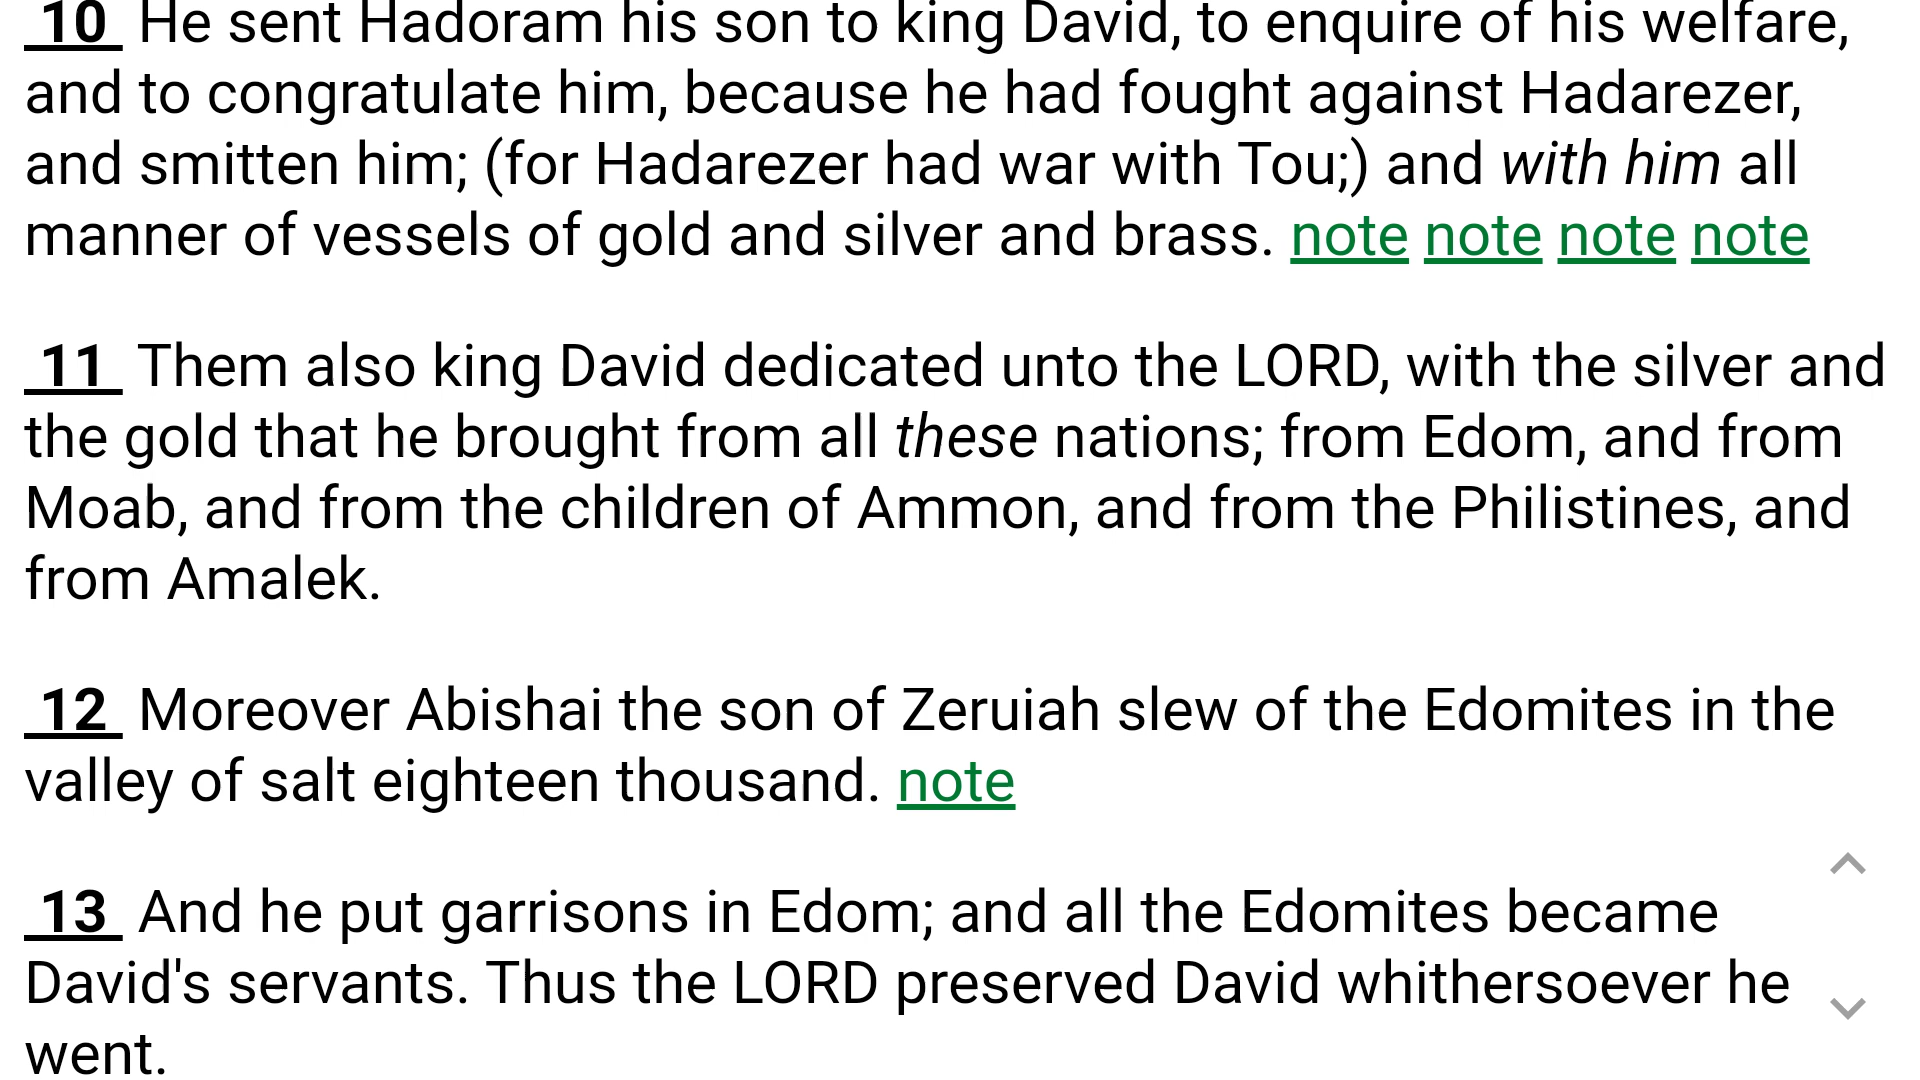 10 He sent Hadoram his son to king David, to enquire of his welfare,
and to congratulate him, because he had fought against Hadarezer,
and smitten him; (for Hadarezer had war with Tou;) and with him all
manner of vessels of gold and silver and brass. note note note note
11 Them also king David dedicated unto the LORD, with the silver and
the gold that he brought from all these nations; from Edom, and from
Moab, and from the children of Ammon, and from the Philistines, and
from Amalek.
12 Moreover Abishai the son of Zeruiah slew of the Edomites in the
valley of salt eighteen thousand. note
13 And he put garrisons in Edom; and all the Edomites became
David's servants. Thus the LORD preserved David whithersoever he
went.